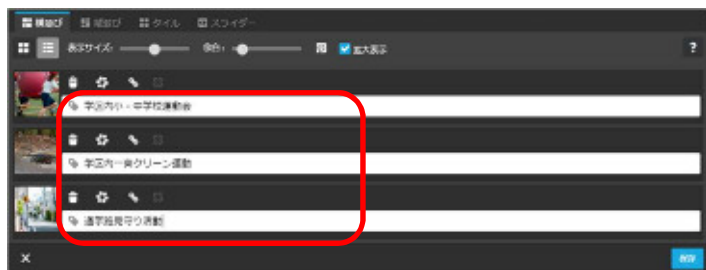 横並び 縦並び タイル スライダー
表示サイズ: 余白: 拡大表示 ?
学区内小・中学校運動会
学区内一斉クリーン運動
通学路見守り活動
× 保存